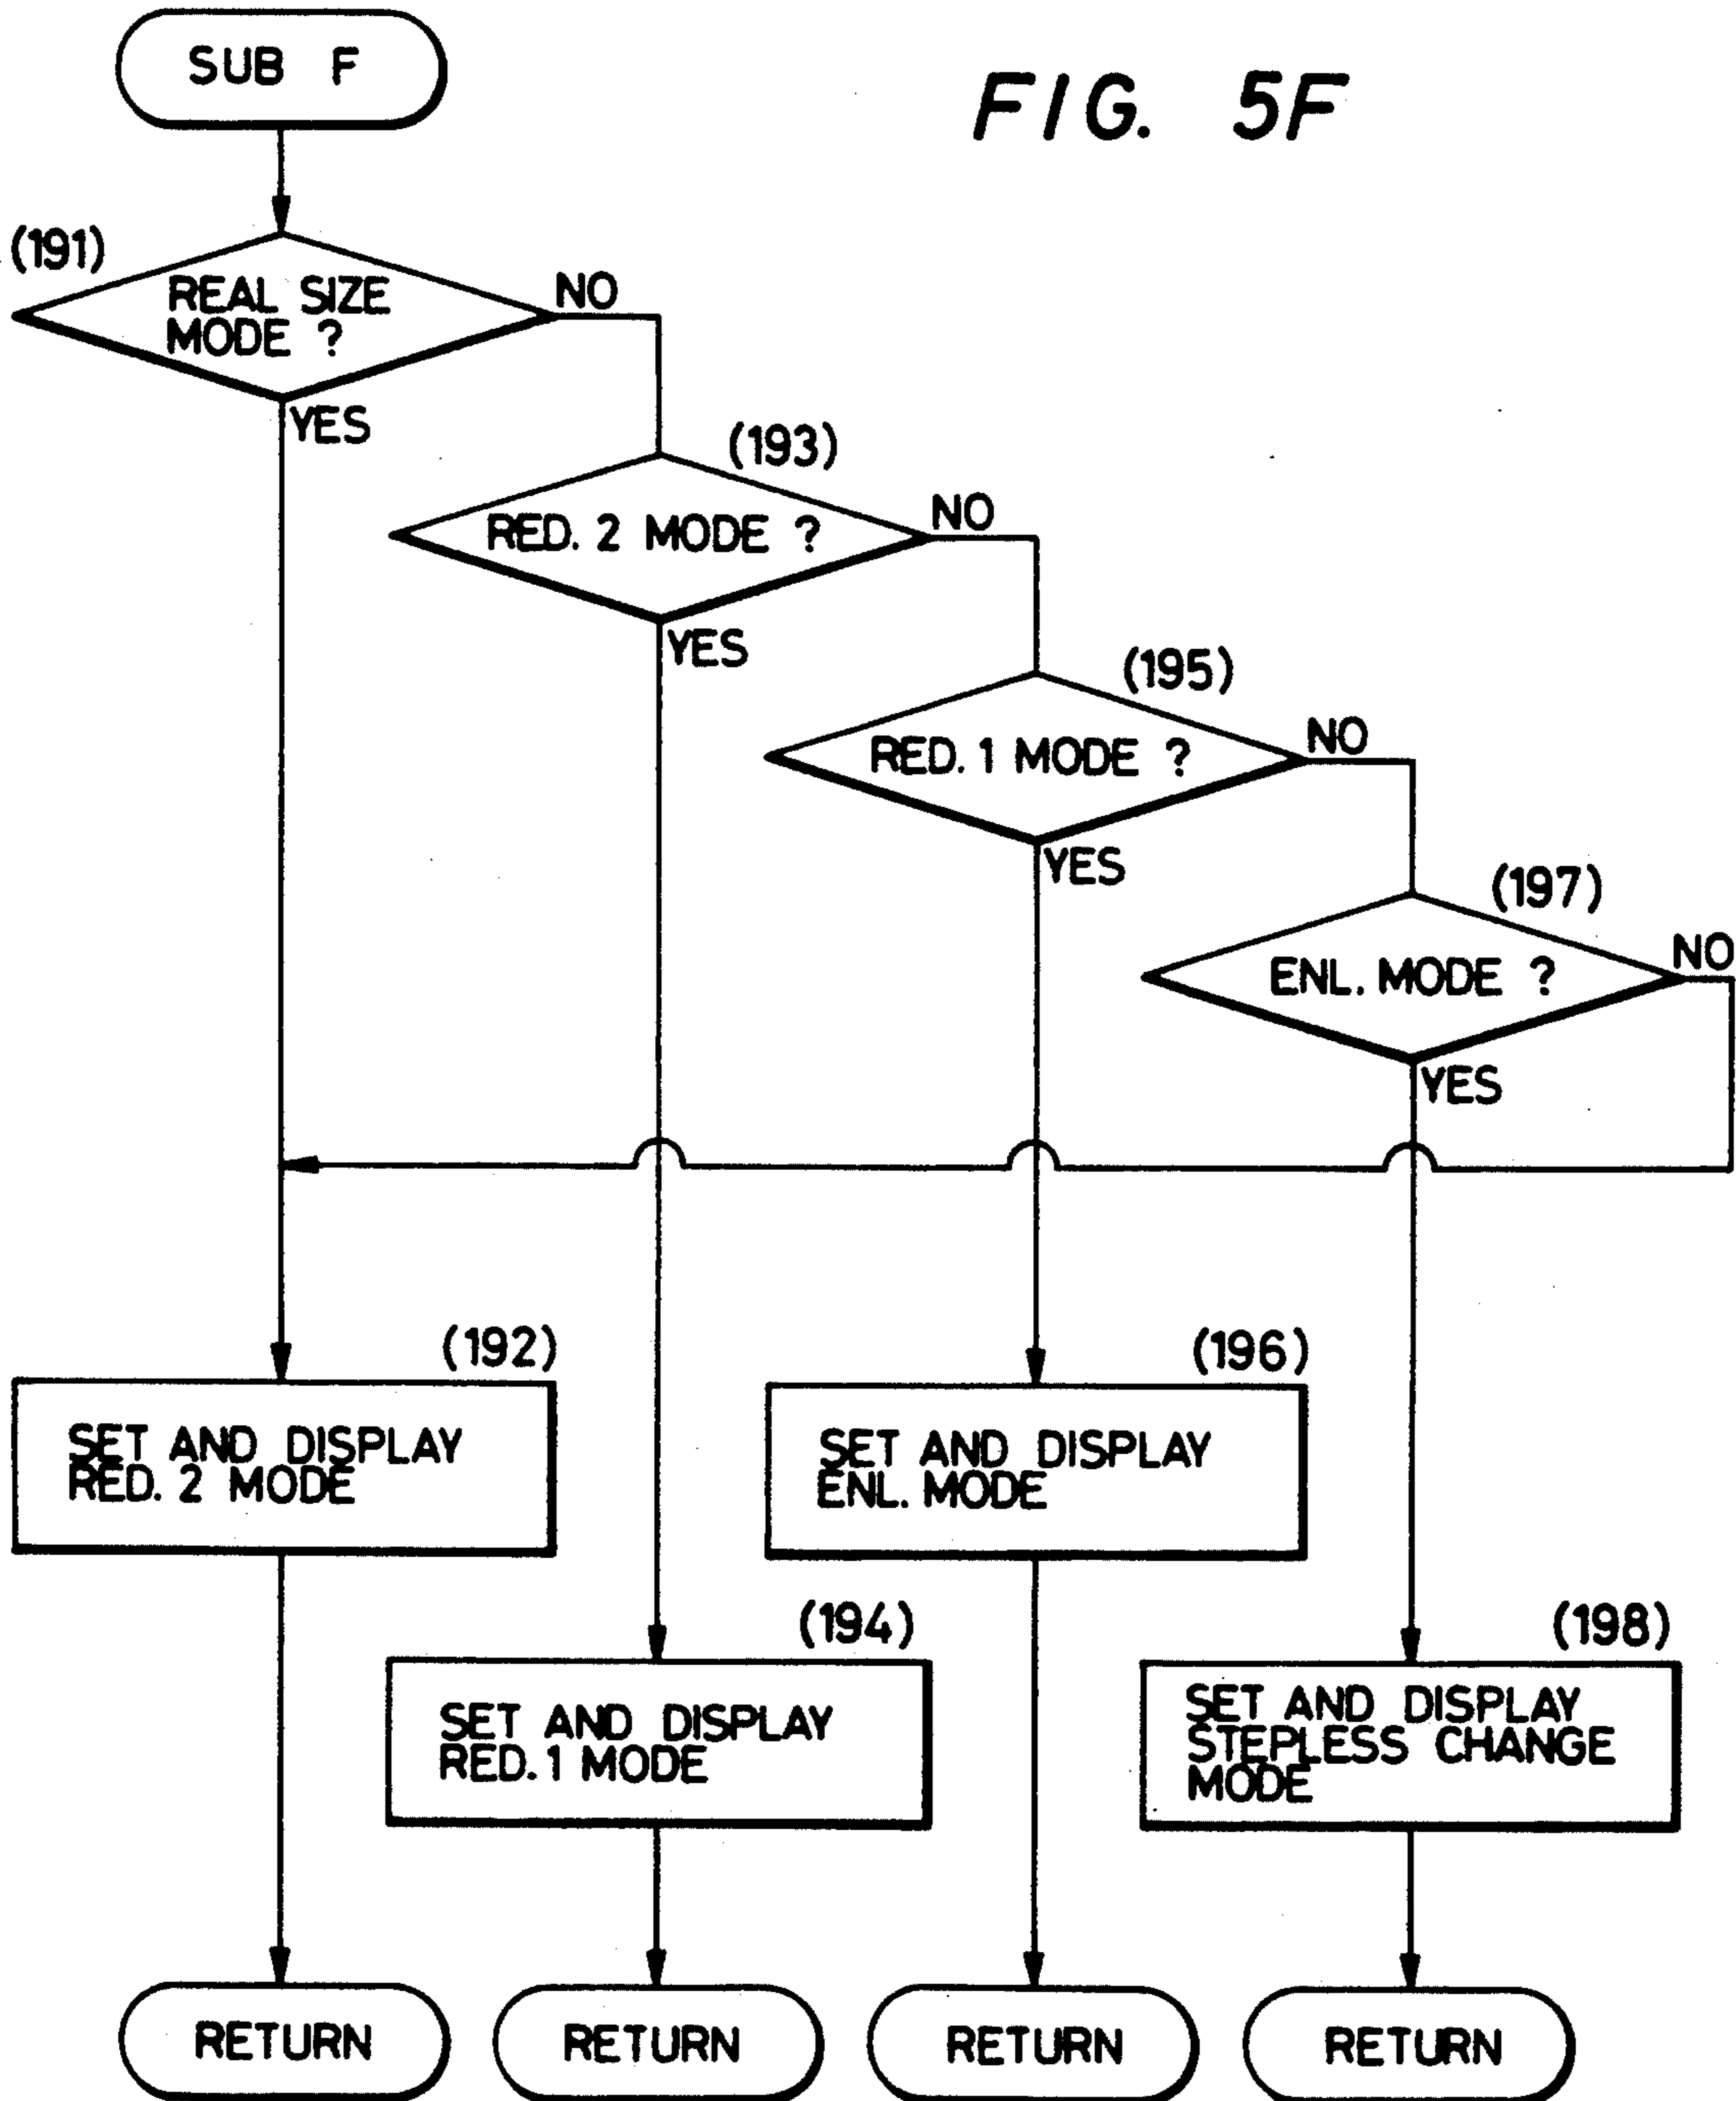 SUB F
FIG. 5F
(191)
REAL SIZE
MODE ?
NO
YES
(193)
RED. 2 MODE ?
NO
YES
(195)
RED. 1 MODE ?
NO
YES
(197)
ENL. MODE ?
NO
YES
(192)
SET AND DISPLAY
RED. 2 MODE
(196)
SET AND DISPLAY
ENL. MODE
(194)
SET AND DISPLAY
RED. 1 MODE
(198)
SET AND DISPLAY
STEPLESS CHANGE
MODE
RETURN
RETURN
RETURN
RETURN